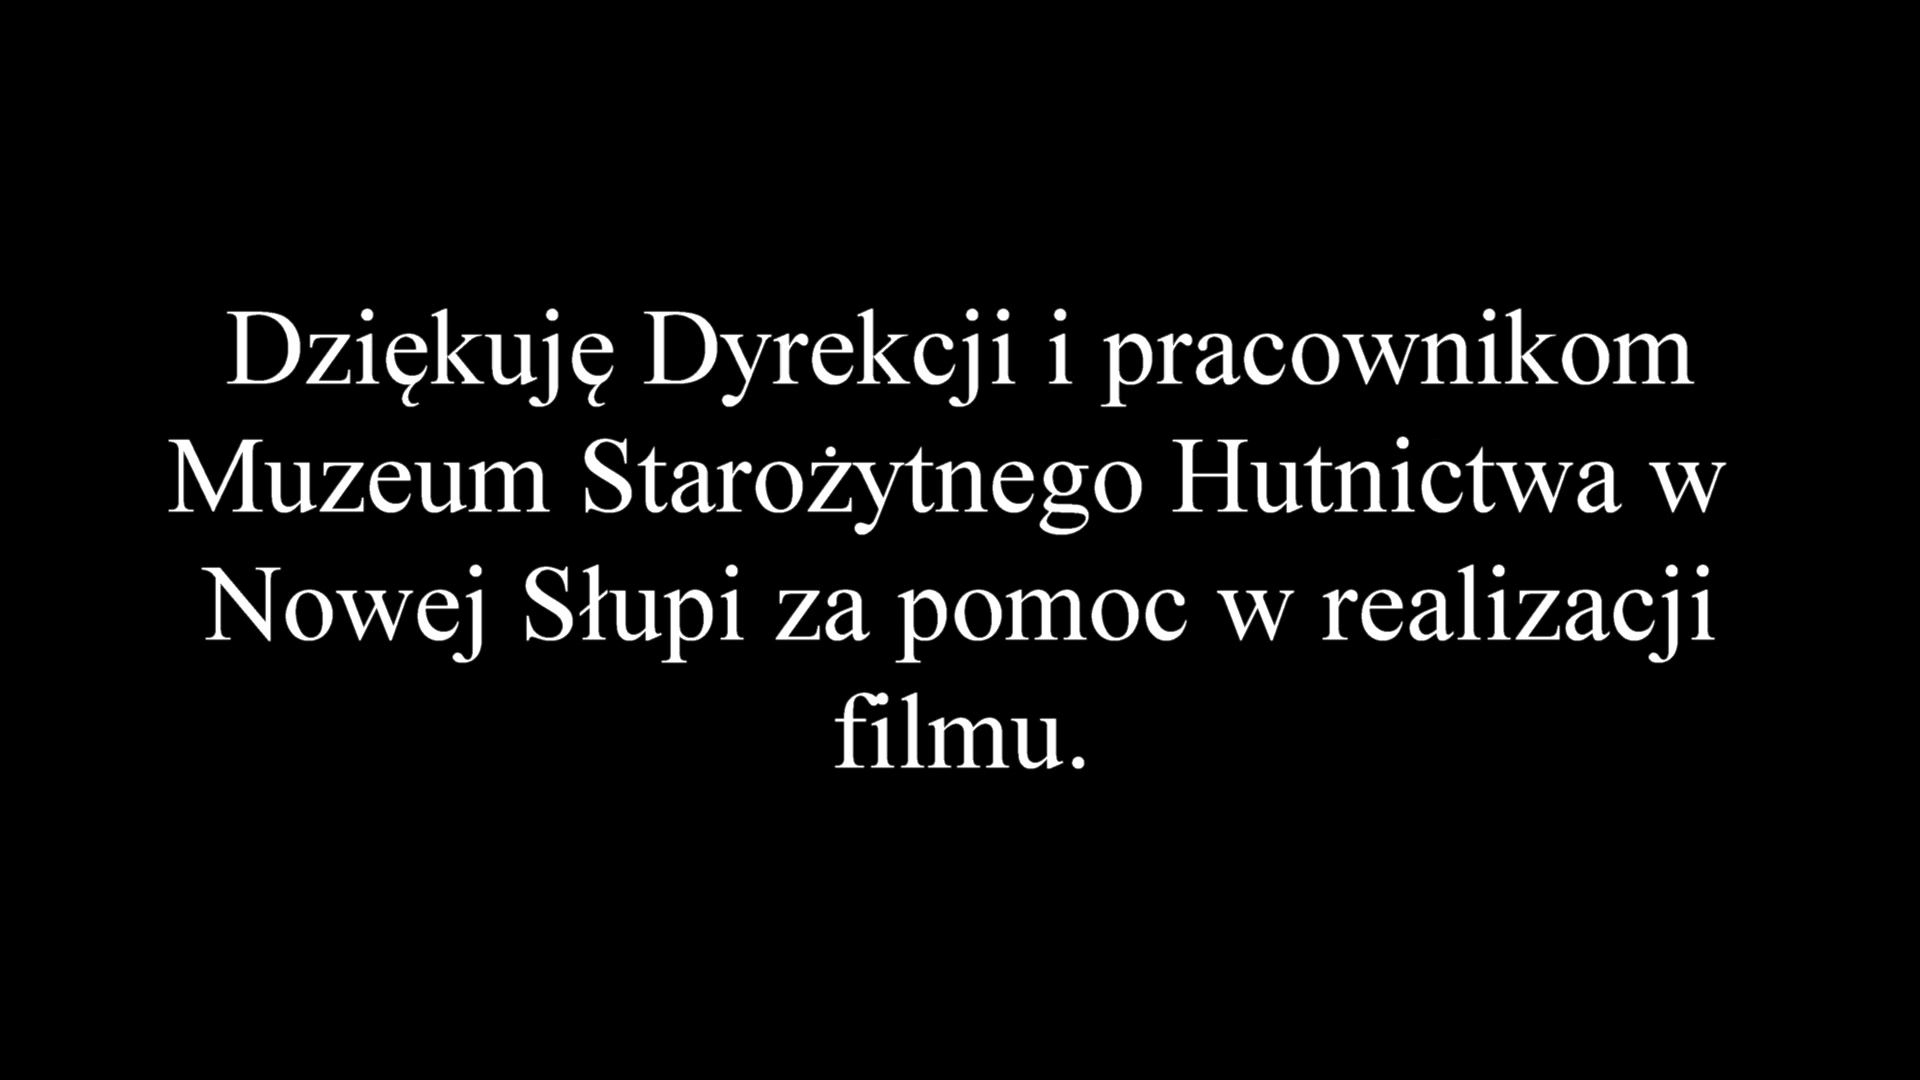 Dziękuję Dyrekcji i pracownikom
Muzeum Starożytnego Hutnictwa w
Nowej Słupi za pomoc w realizacji
filmu.